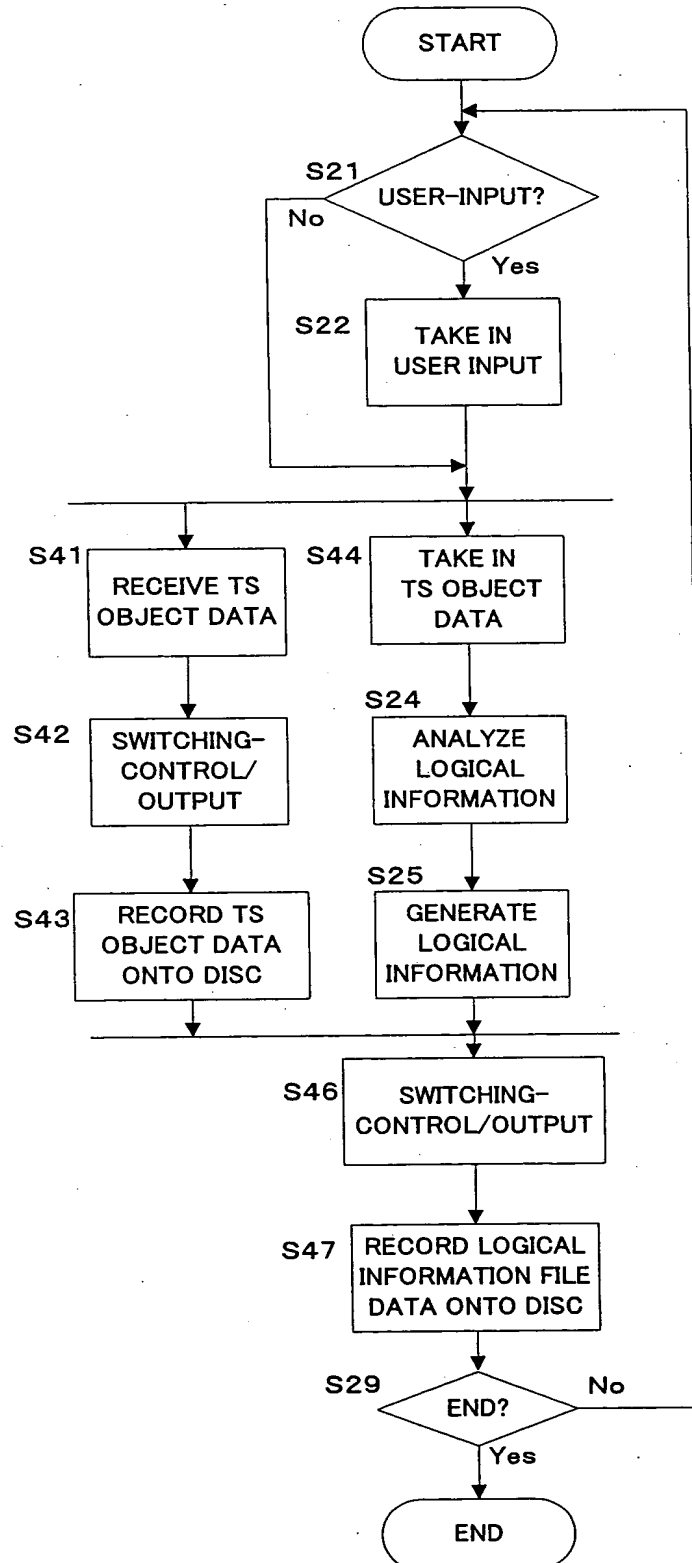 START
S21
USER-INPUT?
No
Yes
S22
TAKE IN
USER INPUT
S41
RECEIVE TS
OBJECT DATA
S44
TAKE IN
TS OBJECT
DATA
S42
SWITCHING-
CONTROL/
OUTPUT
S24
ANALYZE
LOGICAL
INFORMATION
S43
RECORD TS
OBJECT DATA
ONTO DISC
S25
GENERATE
LOGICAL
INFORMATION
S46
SWITCHING-
CONTROL/OUTPUT
S47
RECORD LOGICAL
INFORMATION FILE
DATA ONTO DISC
S29
END?
No
Yes
END